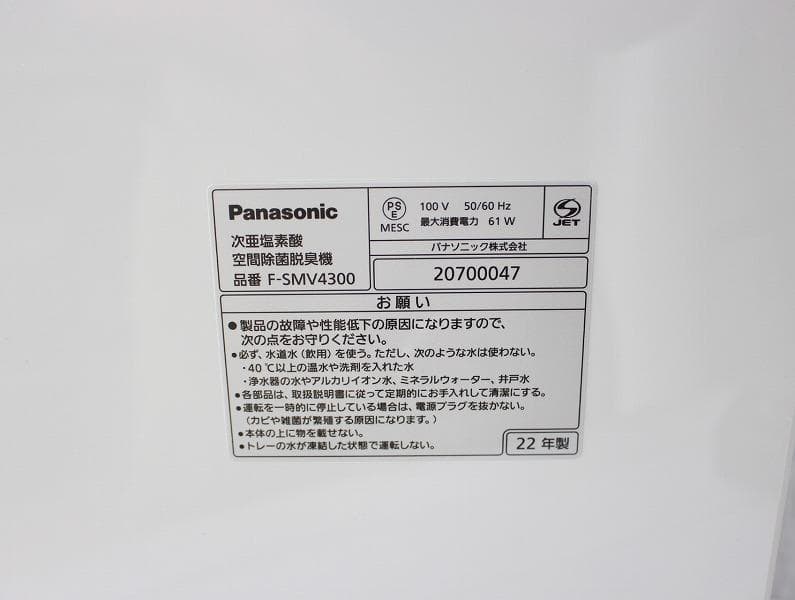 Panasonic
次亜塩素酸
空間除菌脱臭機
品番 F-SMV4300
PS
E
MESC
100 V 50/60 Hz
最大消費電力 61 W
JET
パナソニック株式会社
20700047
お願い
●製品の故障や性能低下の原因になりますので、
次の点をお守りください。
●必ず、水道水(飲用)を使う。ただし、次のような水は使わない。
・40℃以上の温水や洗剤を入れた水
・浄水器の水やアルカリイオン水、ミネラルウォーター、井戸水
●各部品は、取扱説明書に従って定期的にお手入れして清潔にする。
●運転を一時的に停止している場合は、電源プラグを抜かない。
(カビや雑菌が繁殖する原因になります。)
●本体の上に物を載せない。
●トレーの水が凍結した状態で運転しない。
22 年製